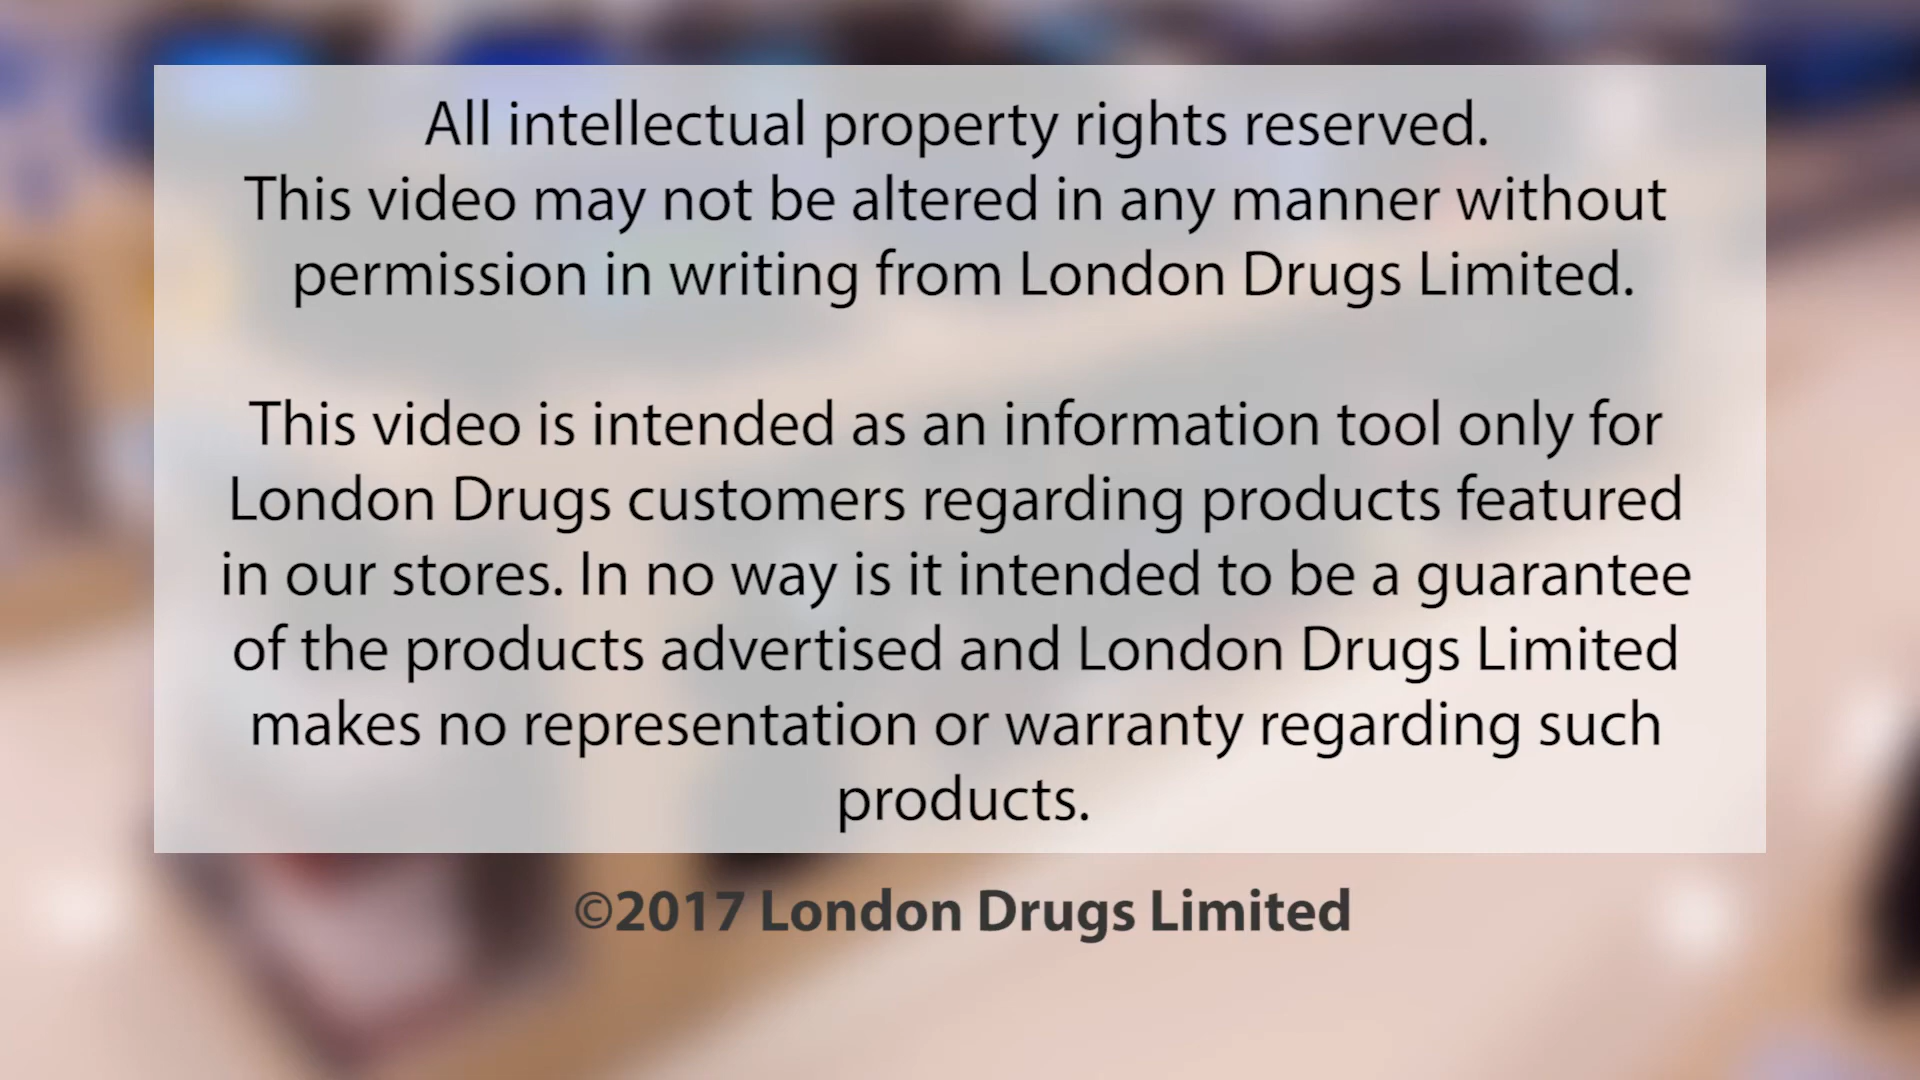 All intellectual property rights reserved.
This video may not be altered in any manner without
permission in writing from London Drugs Limited.
This video is intended as an information tool only for
London Drugs customers regarding products featured
in our stores. In no way is it intended to be a guarantee
of the products advertised and London Drugs Limited
makes no representation or warranty regarding such
products.
©2017 London Drugs Limited